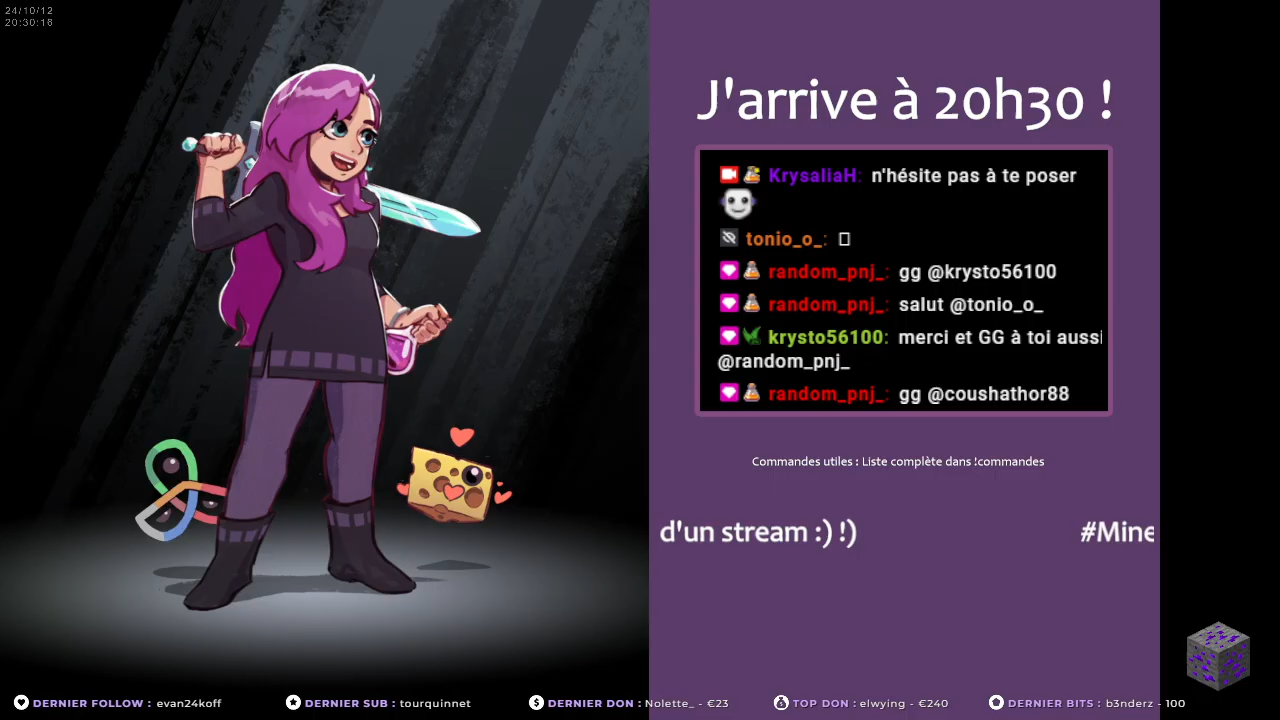 24/10/12
20:30:16
J'arrive à 20h30 !
KrysaliaH: n'hésite pas à te poser
tonio_o_:
random_pnj_: gg @krysto56100
random_pnj_: salut @tonio_o_
krysto56100: merci et GG à toi aussi
@random_pnj_
random_pnj_: gg @coushathor88
Commandes utiles : Liste complète dans !commandes
d'un stream :) !) #Mine
DERNIER FOLLOW : evan24koff DERNIER SUB : tourquinnet DERNIER DON : Nolette_ - €23 TOP DON : elwying - €240 DERNIER BITS : b3nderz - 100